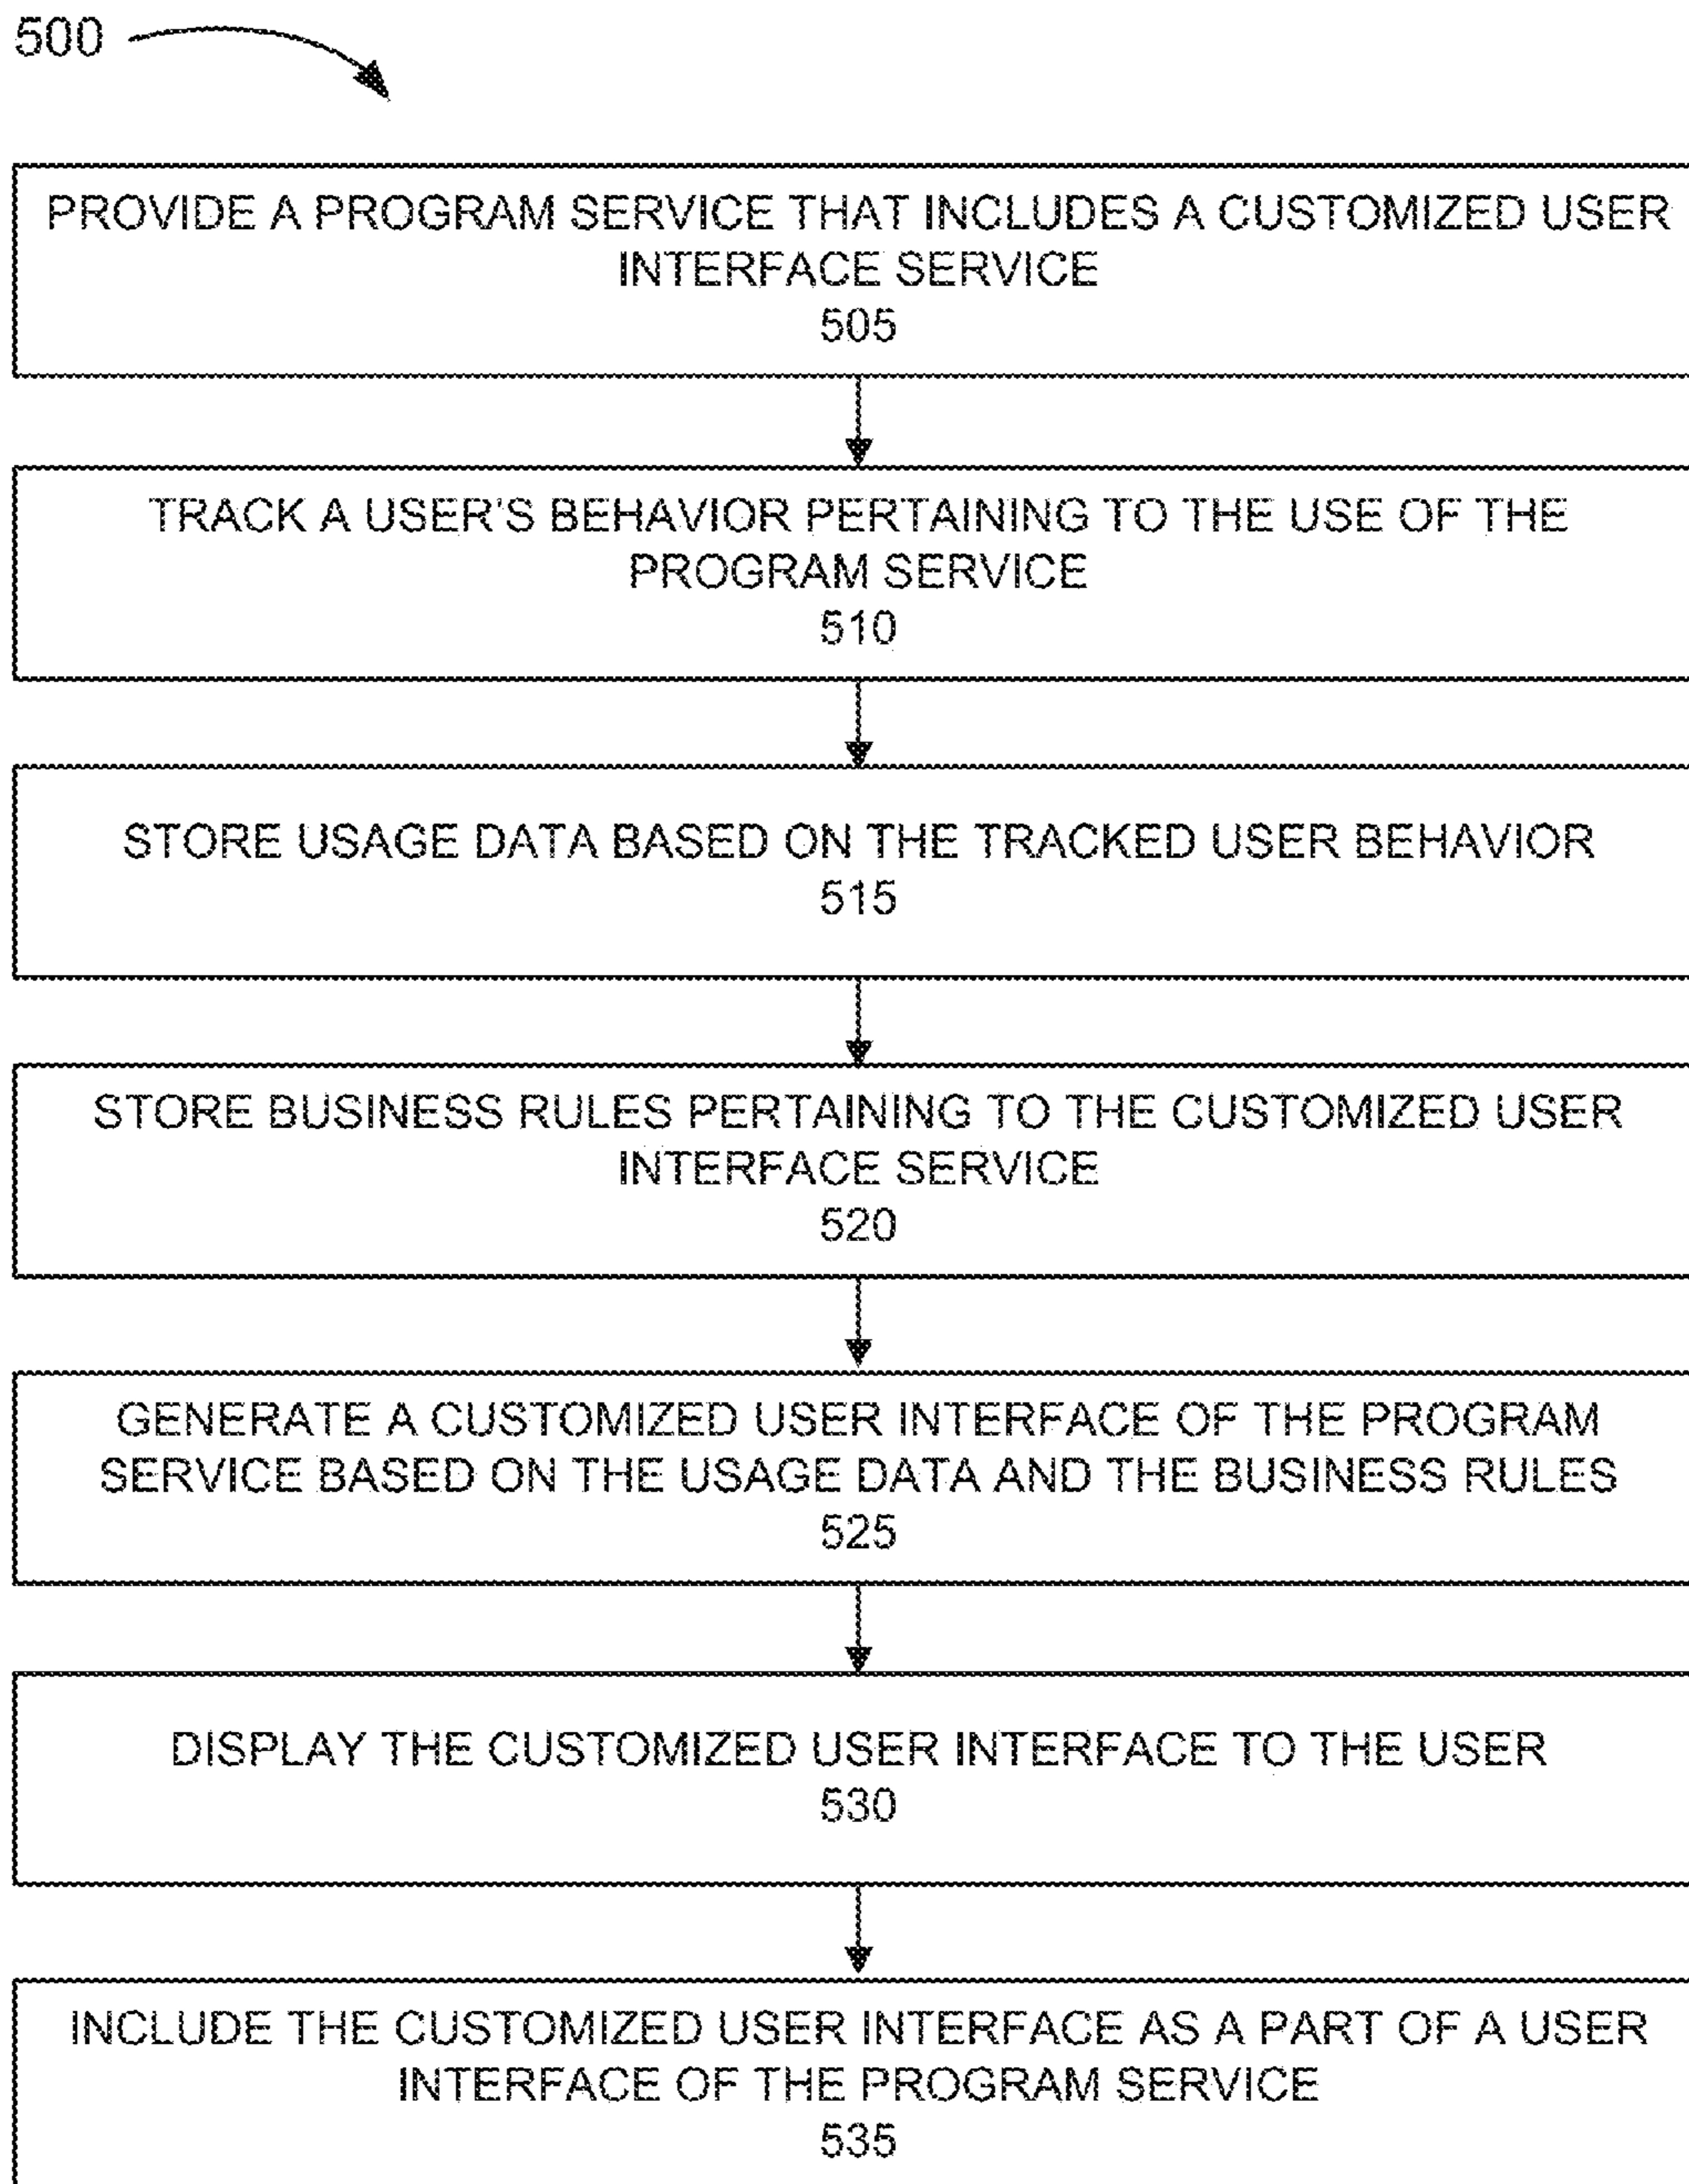 500
PROVIDE A PROGRAM SERVICE THAT INCLUDES A CUSTOMIZED USER
INTERFACE SERVICE
505
TRACK A USER'S BEHAVIOR PERTAINING TO THE USE OF THE
PROGRAM SERVICE
510
STORE USAGE DATA BASED ON THE TRACKED USER BEHAVIOR
515
STORE BUSINESS RULES PERTAINING TO THE CUSTOMIZED USER
INTERFACE SERVICE
520
GENERATE A CUSTOMIZED USER INTERFACE OF THE PROGRAM
SERVICE BASED ON THE USAGE DATA AND THE BUSINESS RULES
525
DISPLAY THE CUSTOMIZED USER INTERFACE TO THE USER
530
INCLUDE THE CUSTOMIZED USER INTERFACE AS A PART OF A USER
INTERFACE OF THE PROGRAM SERVICE
535